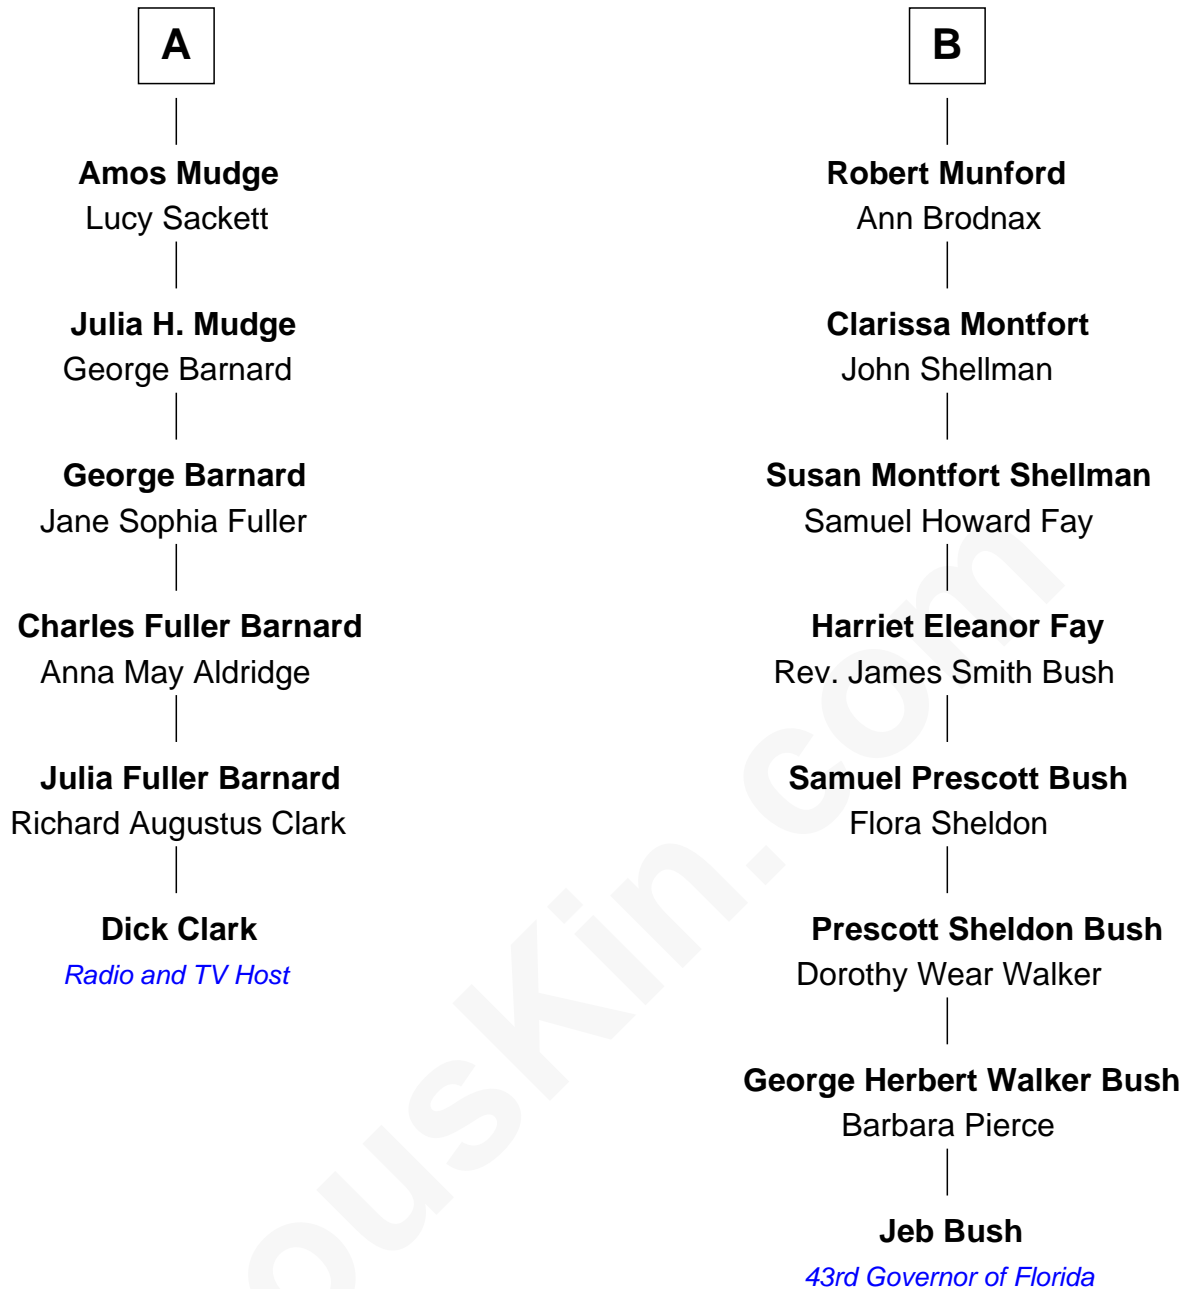 A
Amos Mudge
Lucy Sackett
Julia H. Mudge
George Barnard
George Barnard
Jane Sophia Fuller
Charles Fuller Barnard
Anna May Aldridge
Julia Fuller Barnard
Richard Augustus Clark
Dick Clark
Radio and TV Host
B
Robert Munford
Ann Brodnax
Clarissa Montfort
John Shellman
Susan Montfort Shellman
Samuel Howard Fay
Harriet Eleanor Fay
Rev. James Smith Bush
Samuel Prescott Bush
Flora Sheldon
Prescott Sheldon Bush
Dorothy Wear Walker
George Herbert Walker Bush
Barbara Pierce
Jeb Bush
43rd Governor of Florida
ousKin.com